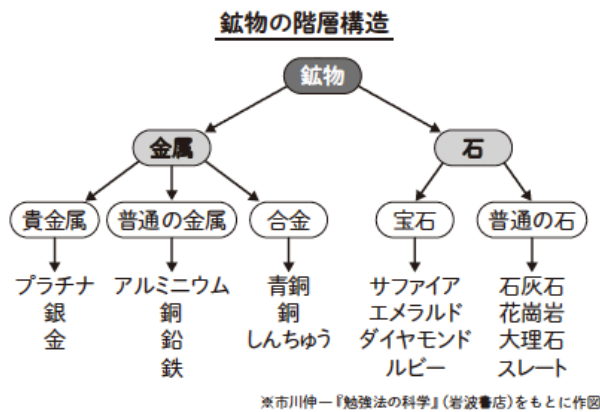 鉱物の階層構造
鉱物
金属 石
貴金属 普通の金属 合金 宝石 普通の石
プラチナ アルミニウム 青銅 サファイア 石灰石
銀 銅 銅 エメラルド 花崗岩
金 鉛 しんちゅう ダイヤモンド 大理石
鉄 ルビー スレート
※市川伸一『勉強法の科学』(岩波書店)をもとに作図